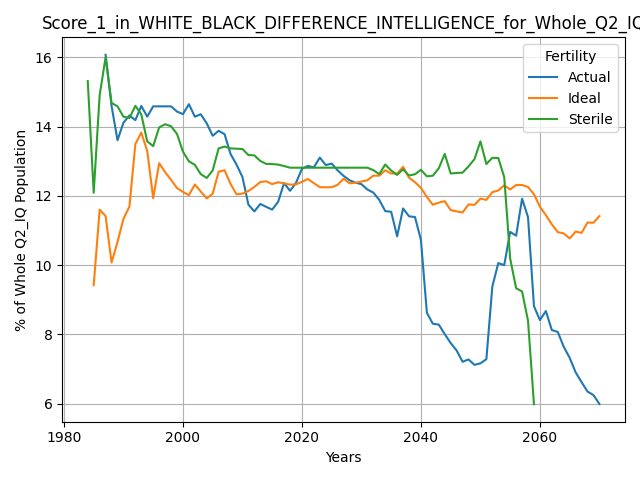 Score_1_in_WHITE_BLACK_DIFFERENCE_INTELLIGENCE_for_Whole_Q2_IQ
Fertility
Actual
Ideal
Sterile
% of Whole Q2_IQ Population
16
14
12
10
8
6
1980 2000 2020 2040 2060
Years